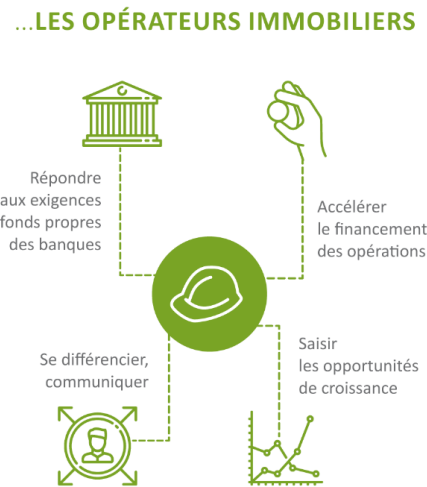 ...LES OPÉRATEURS IMMOBILIERS
Répondre
aux exigences
fonds propres
des banques
Accélérer
le financement
des opérations
Se différencier,
communiquer
Saisir
les opportunités
de croissance